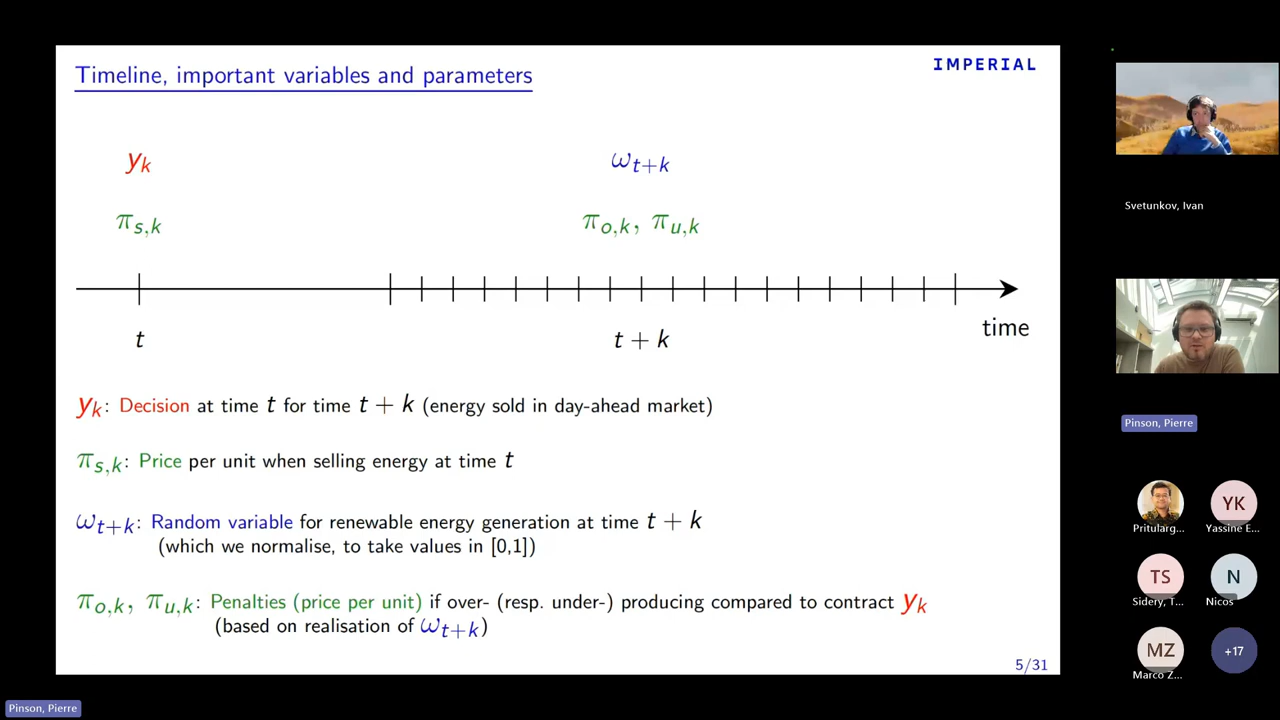 Timeline, important variables and parameters
IMPERIAL
y_k
ω_{t+k}
π_{s,k}
π_{o,k}, π_{u,k}
t
t + k
time
y_k: Decision at time t for time t + k (energy sold in day-ahead market)
π_{s,k}: Price per unit when selling energy at time t
ω_{t+k}: Random variable for renewable energy generation at time t + k
(which we normalise, to take values in [0,1])
π_{o,k}, π_{u,k}: Penalties (price per unit) if over- (resp. under-) producing compared to contract y_k
(based on realisation of ω_{t+k})
5/31
Svetunkov, Ivan
Pinson, Pierre
Pritularg...
YK
Yassine E...
TS
Sidery, T...
N
Nicos
MZ
Marco Z...
+17
Pinson, Pierre